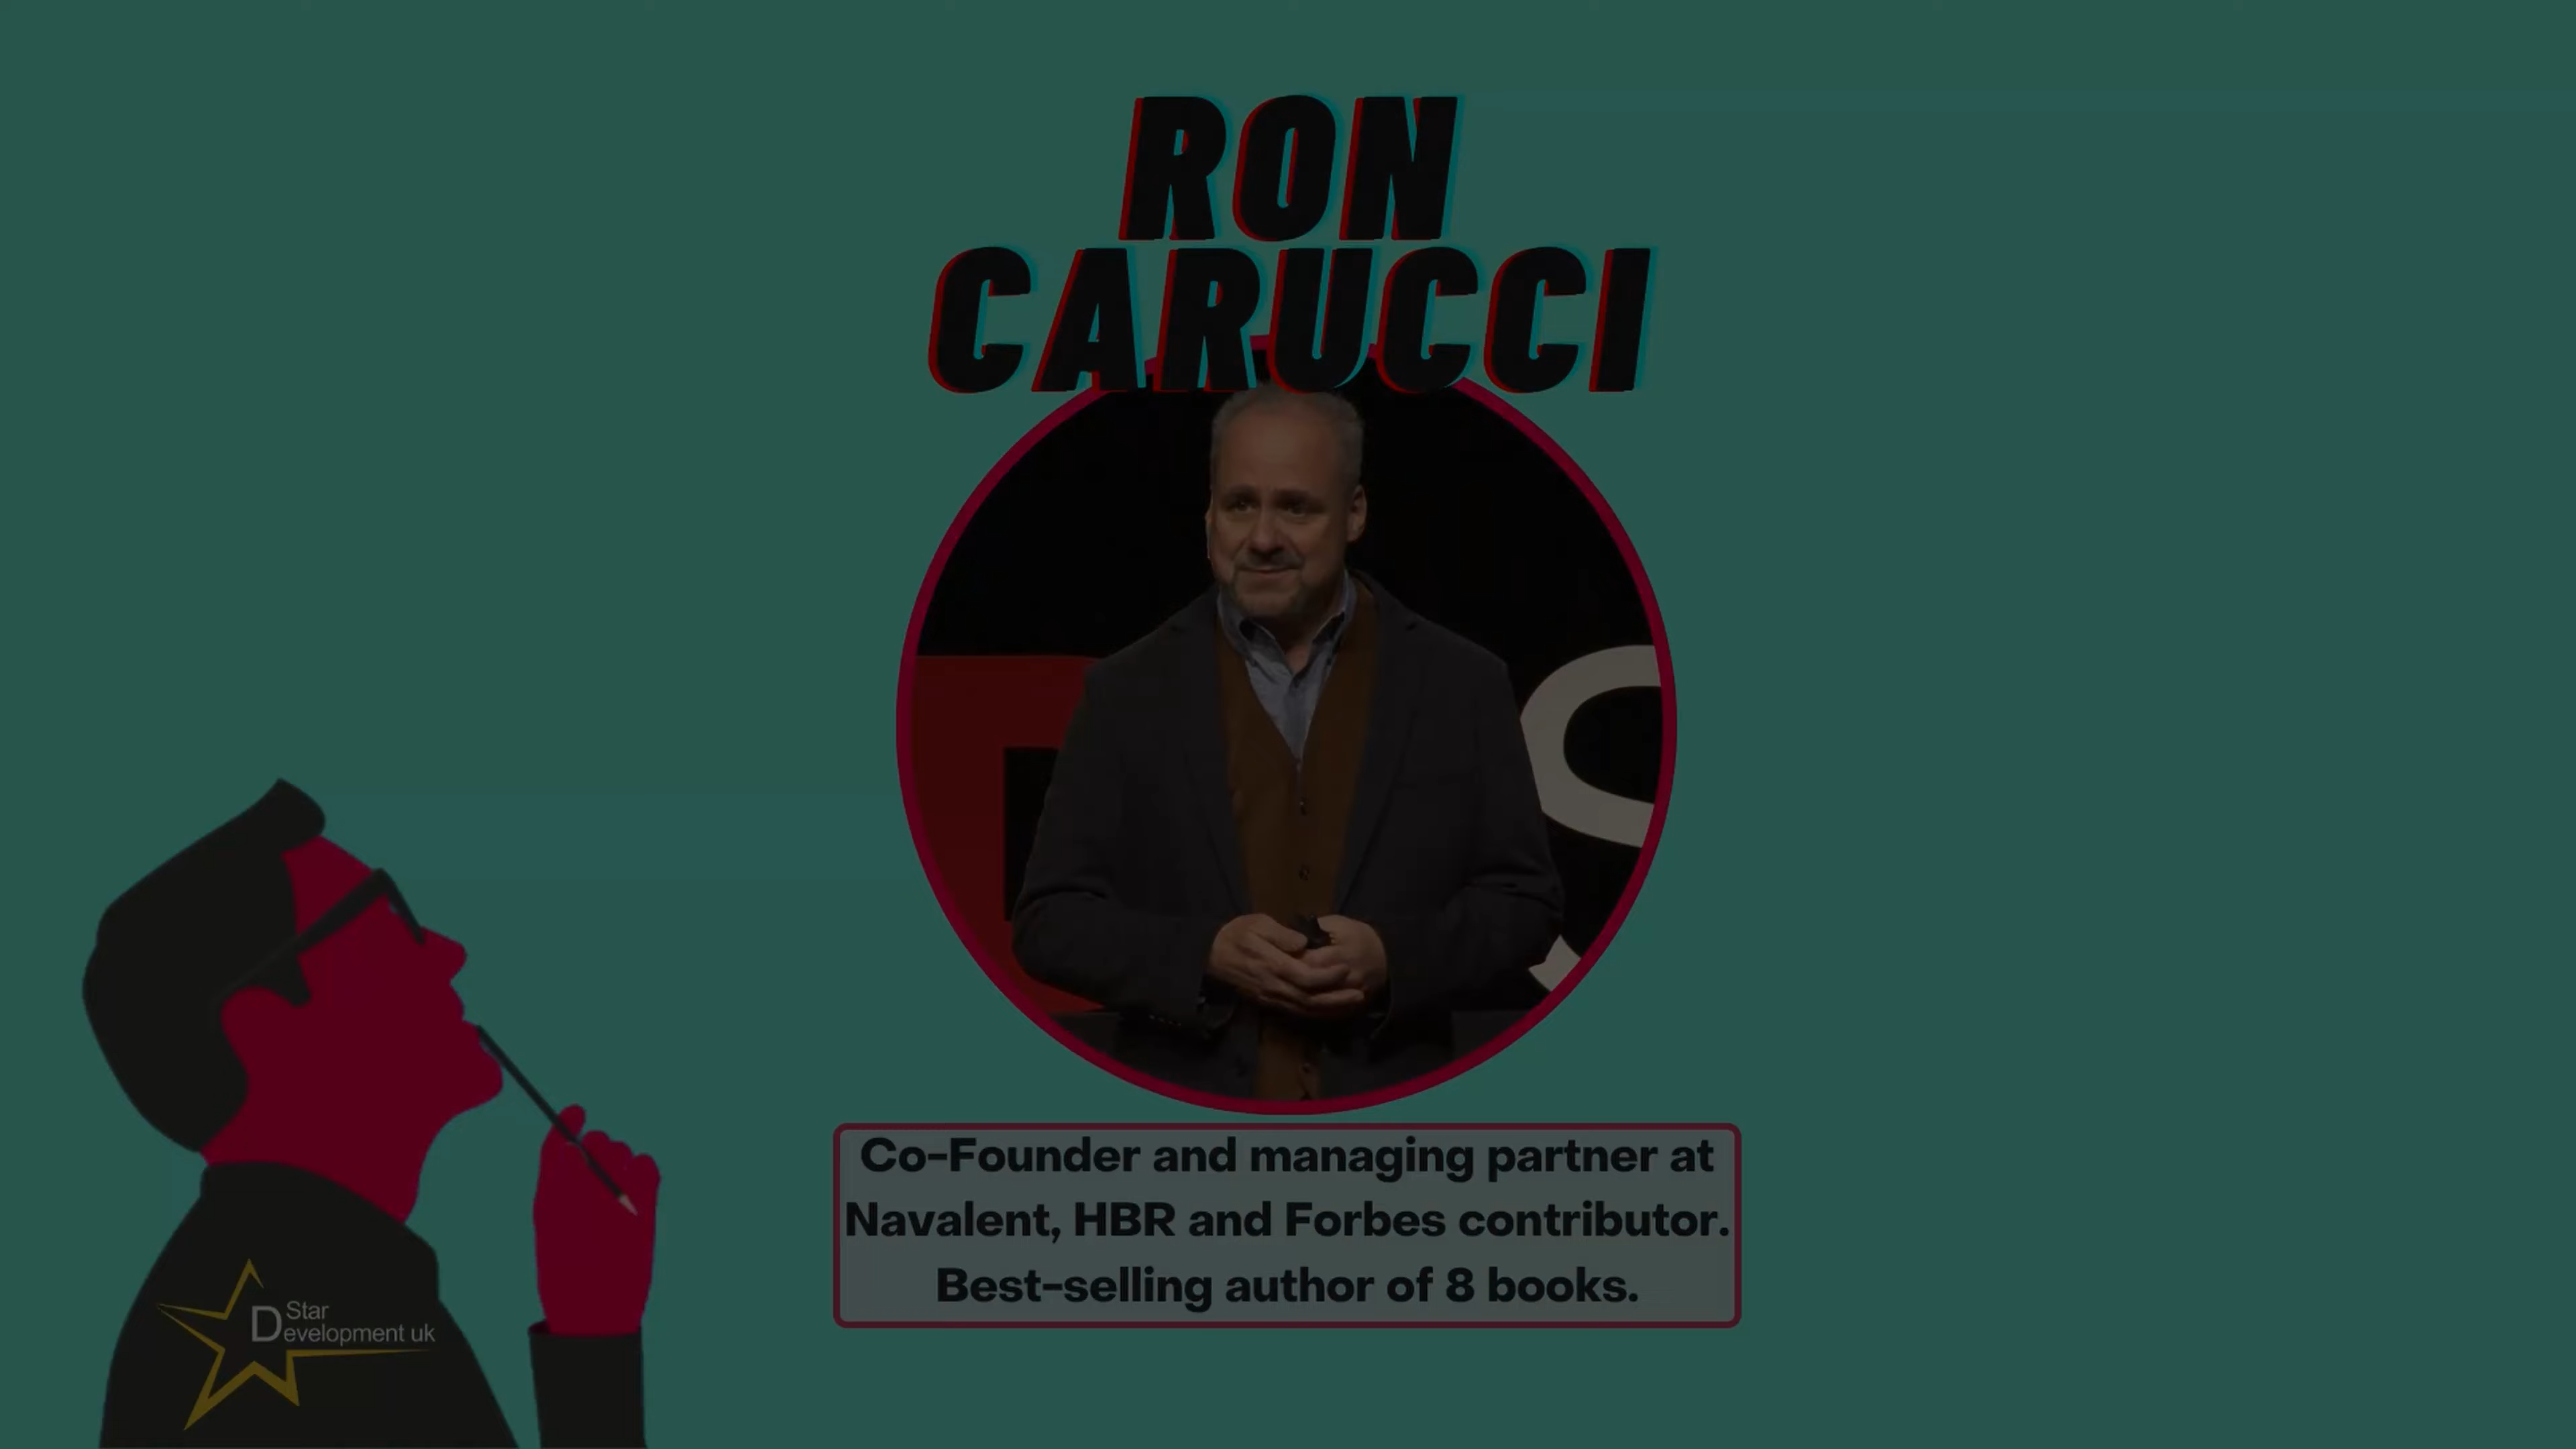 RON
CARUCCI
S
Co-Founder and managing partner at
Navalent, HBR and Forbes contributor.
Best-selling author of 8 books.
Star
Development uk